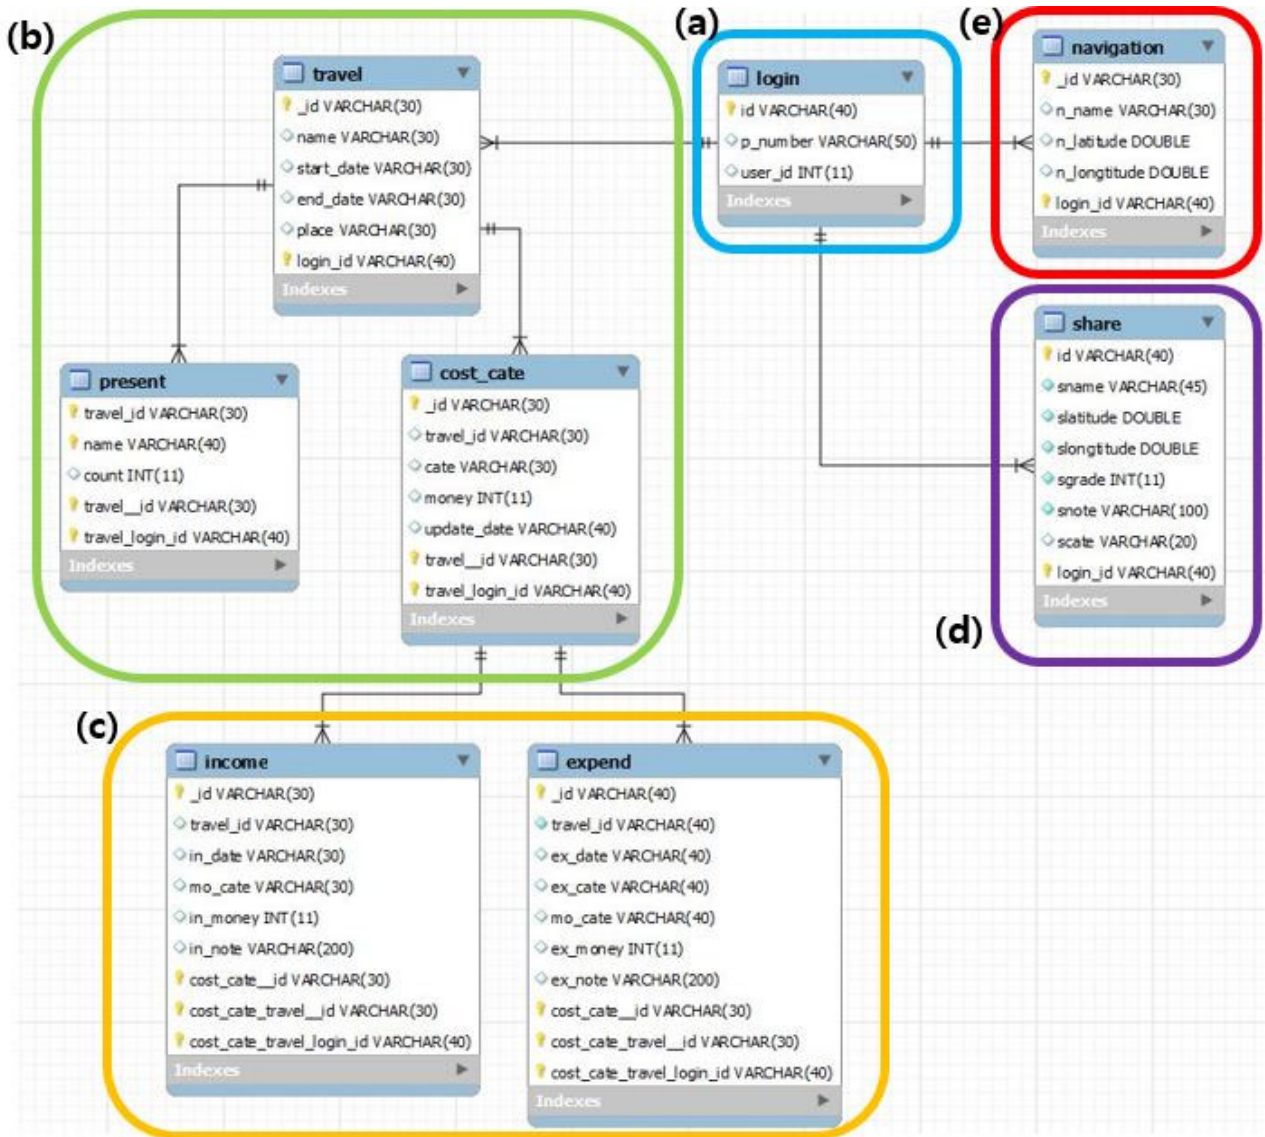 (b)
travel
_id VARCHAR(30)
name VARCHAR(30)
start_date VARCHAR(30)
end_date VARCHAR(30)
place VARCHAR(30)
login_id VARCHAR(40)
Indexes
present
travel_id VARCHAR(30)
name VARCHAR(40)
count INT(11)
travel__id VARCHAR(30)
travel_login_id VARCHAR(40)
Indexes
cost_cate
_id VARCHAR(30)
travel_id VARCHAR(30)
cate VARCHAR(30)
money INT(11)
update_date VARCHAR(40)
travel__id VARCHAR(30)
travel_login_id VARCHAR(40)
Indexes
(a)
login
id VARCHAR(40)
p_number VARCHAR(50)
user_id INT(11)
Indexes
(e)
navigation
_id VARCHAR(30)
n_name VARCHAR(30)
n_latitude DOUBLE
n_longtitude DOUBLE
login_id VARCHAR(40)
Indexes
share
id VARCHAR(40)
sname VARCHAR(45)
slatitude DOUBLE
slongtitude DOUBLE
sgrade INT(11)
snote VARCHAR(100)
scate VARCHAR(20)
login_id VARCHAR(40)
Indexes
(d)
(c)
income
_id VARCHAR(30)
travel_id VARCHAR(30)
in_date VARCHAR(30)
mo_cate VARCHAR(30)
in_money INT(11)
in_note VARCHAR(200)
cost_cate__id VARCHAR(30)
cost_cate_travel__id VARCHAR(30)
cost_cate_travel_login_id VARCHAR(40)
Indexes
expend
_id VARCHAR(40)
travel_id VARCHAR(40)
ex_date VARCHAR(40)
ex_cate VARCHAR(40)
mo_cate VARCHAR(40)
ex_money INT(11)
ex_note VARCHAR(200)
cost_cate__id VARCHAR(30)
cost_cate_travel__id VARCHAR(30)
cost_cate_travel_login_id VARCHAR(40)
Indexes